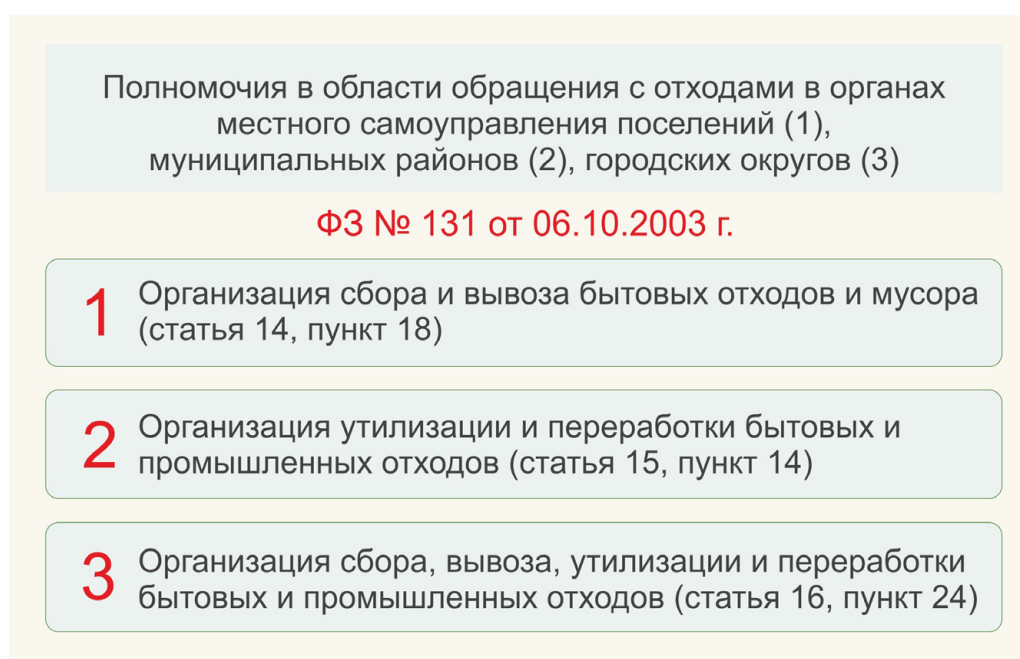 Полномочия в области обращения с отходами в органах
местного самоуправления поселений (1),
муниципальных районов (2), городских округов (3)
ФЗ № 131 от 06.10.2003 г.
1
Организация сбора и вывоза бытовых отходов и мусора
(статья 14, пункт 18)
2
Организация утилизации и переработки бытовых и
промышленных отходов (статья 15, пункт 14)
3
Организация сбора, вывоза, утилизации и переработки
бытовых и промышленных отходов (статья 16, пункт 24)